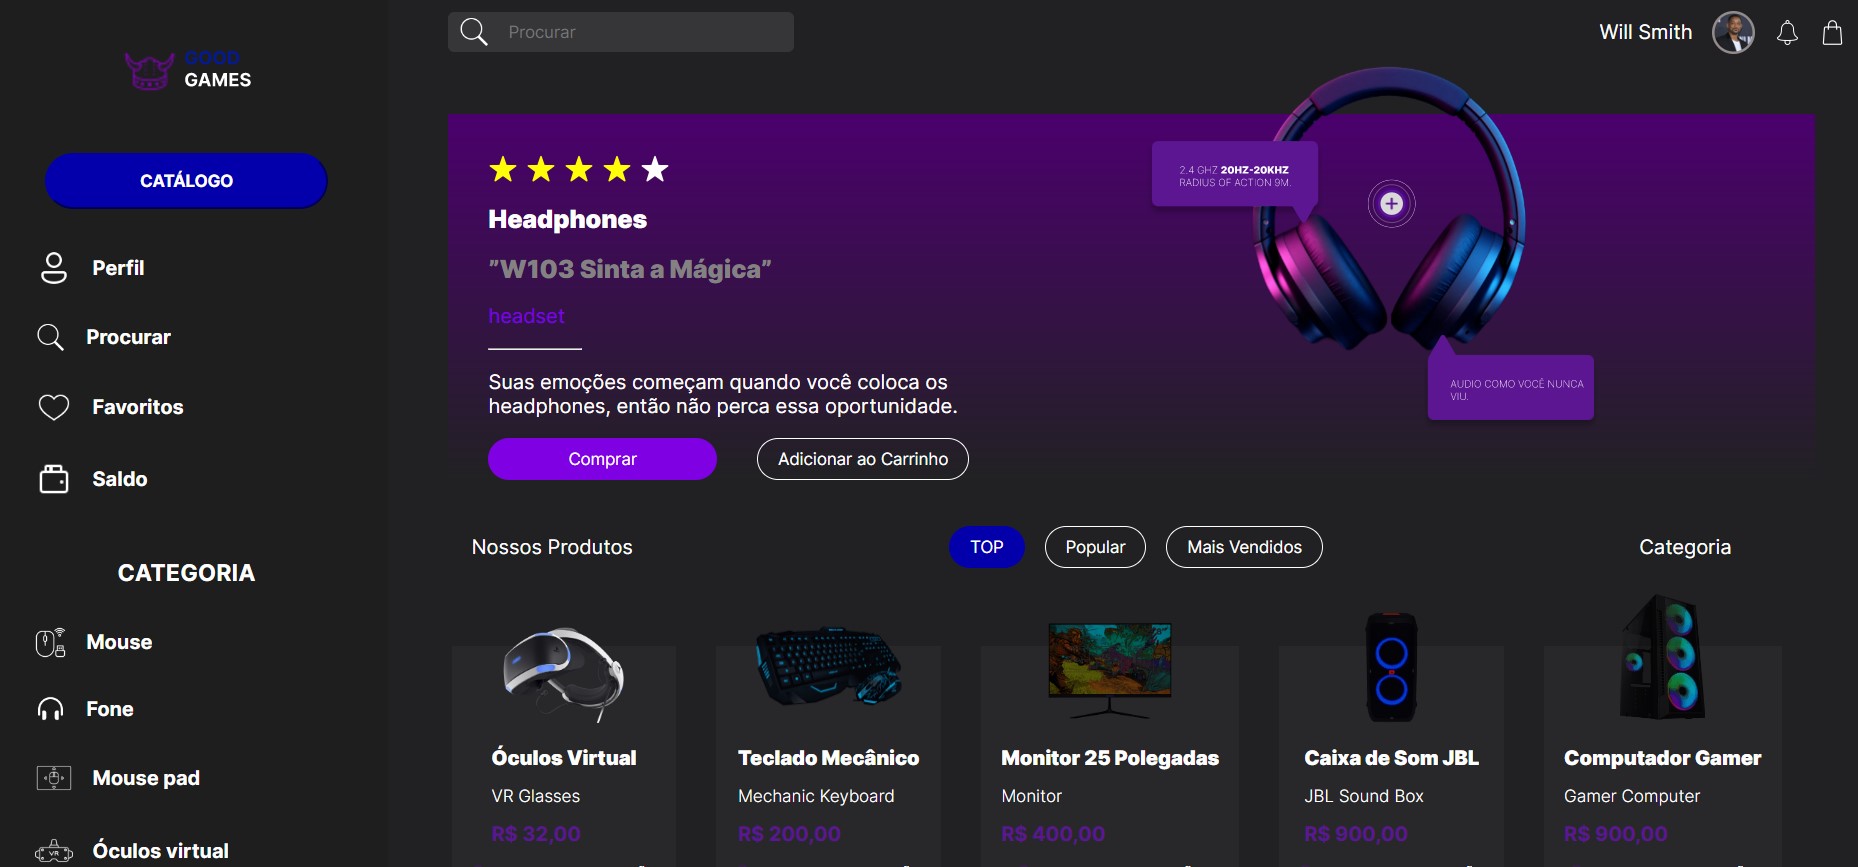 GOOD
GAMES
CATÁLOGO
Perfil
Procurar
Favoritos
Saldo
CATEGORIA
Mouse
Fone
Mouse pad
VR
Óculos virtual
Procurar
Will Smith
Headphones
"W103 Sinta a Mágica"
headset
Suas emoções começam quando você coloca os
headphones, então não perca essa oportunidade.
Comprar
Adicionar ao Carrinho
2.4 GHZ 20HZ-20KHZ
RADIUS OF ACTION 9M.
AUDIO COMO VOCÊ NUNCA
VIU.
Nossos Produtos
TOP
Popular
Mais Vendidos
Categoria
Óculos Virtual
VR Glasses
R$ 32,00
Teclado Mecânico
Mechanic Keyboard
R$ 200,00
Monitor 25 Polegadas
Monitor
R$ 400,00
Caixa de Som JBL
JBL Sound Box
R$ 900,00
Computador Gamer
Gamer Computer
R$ 900,00